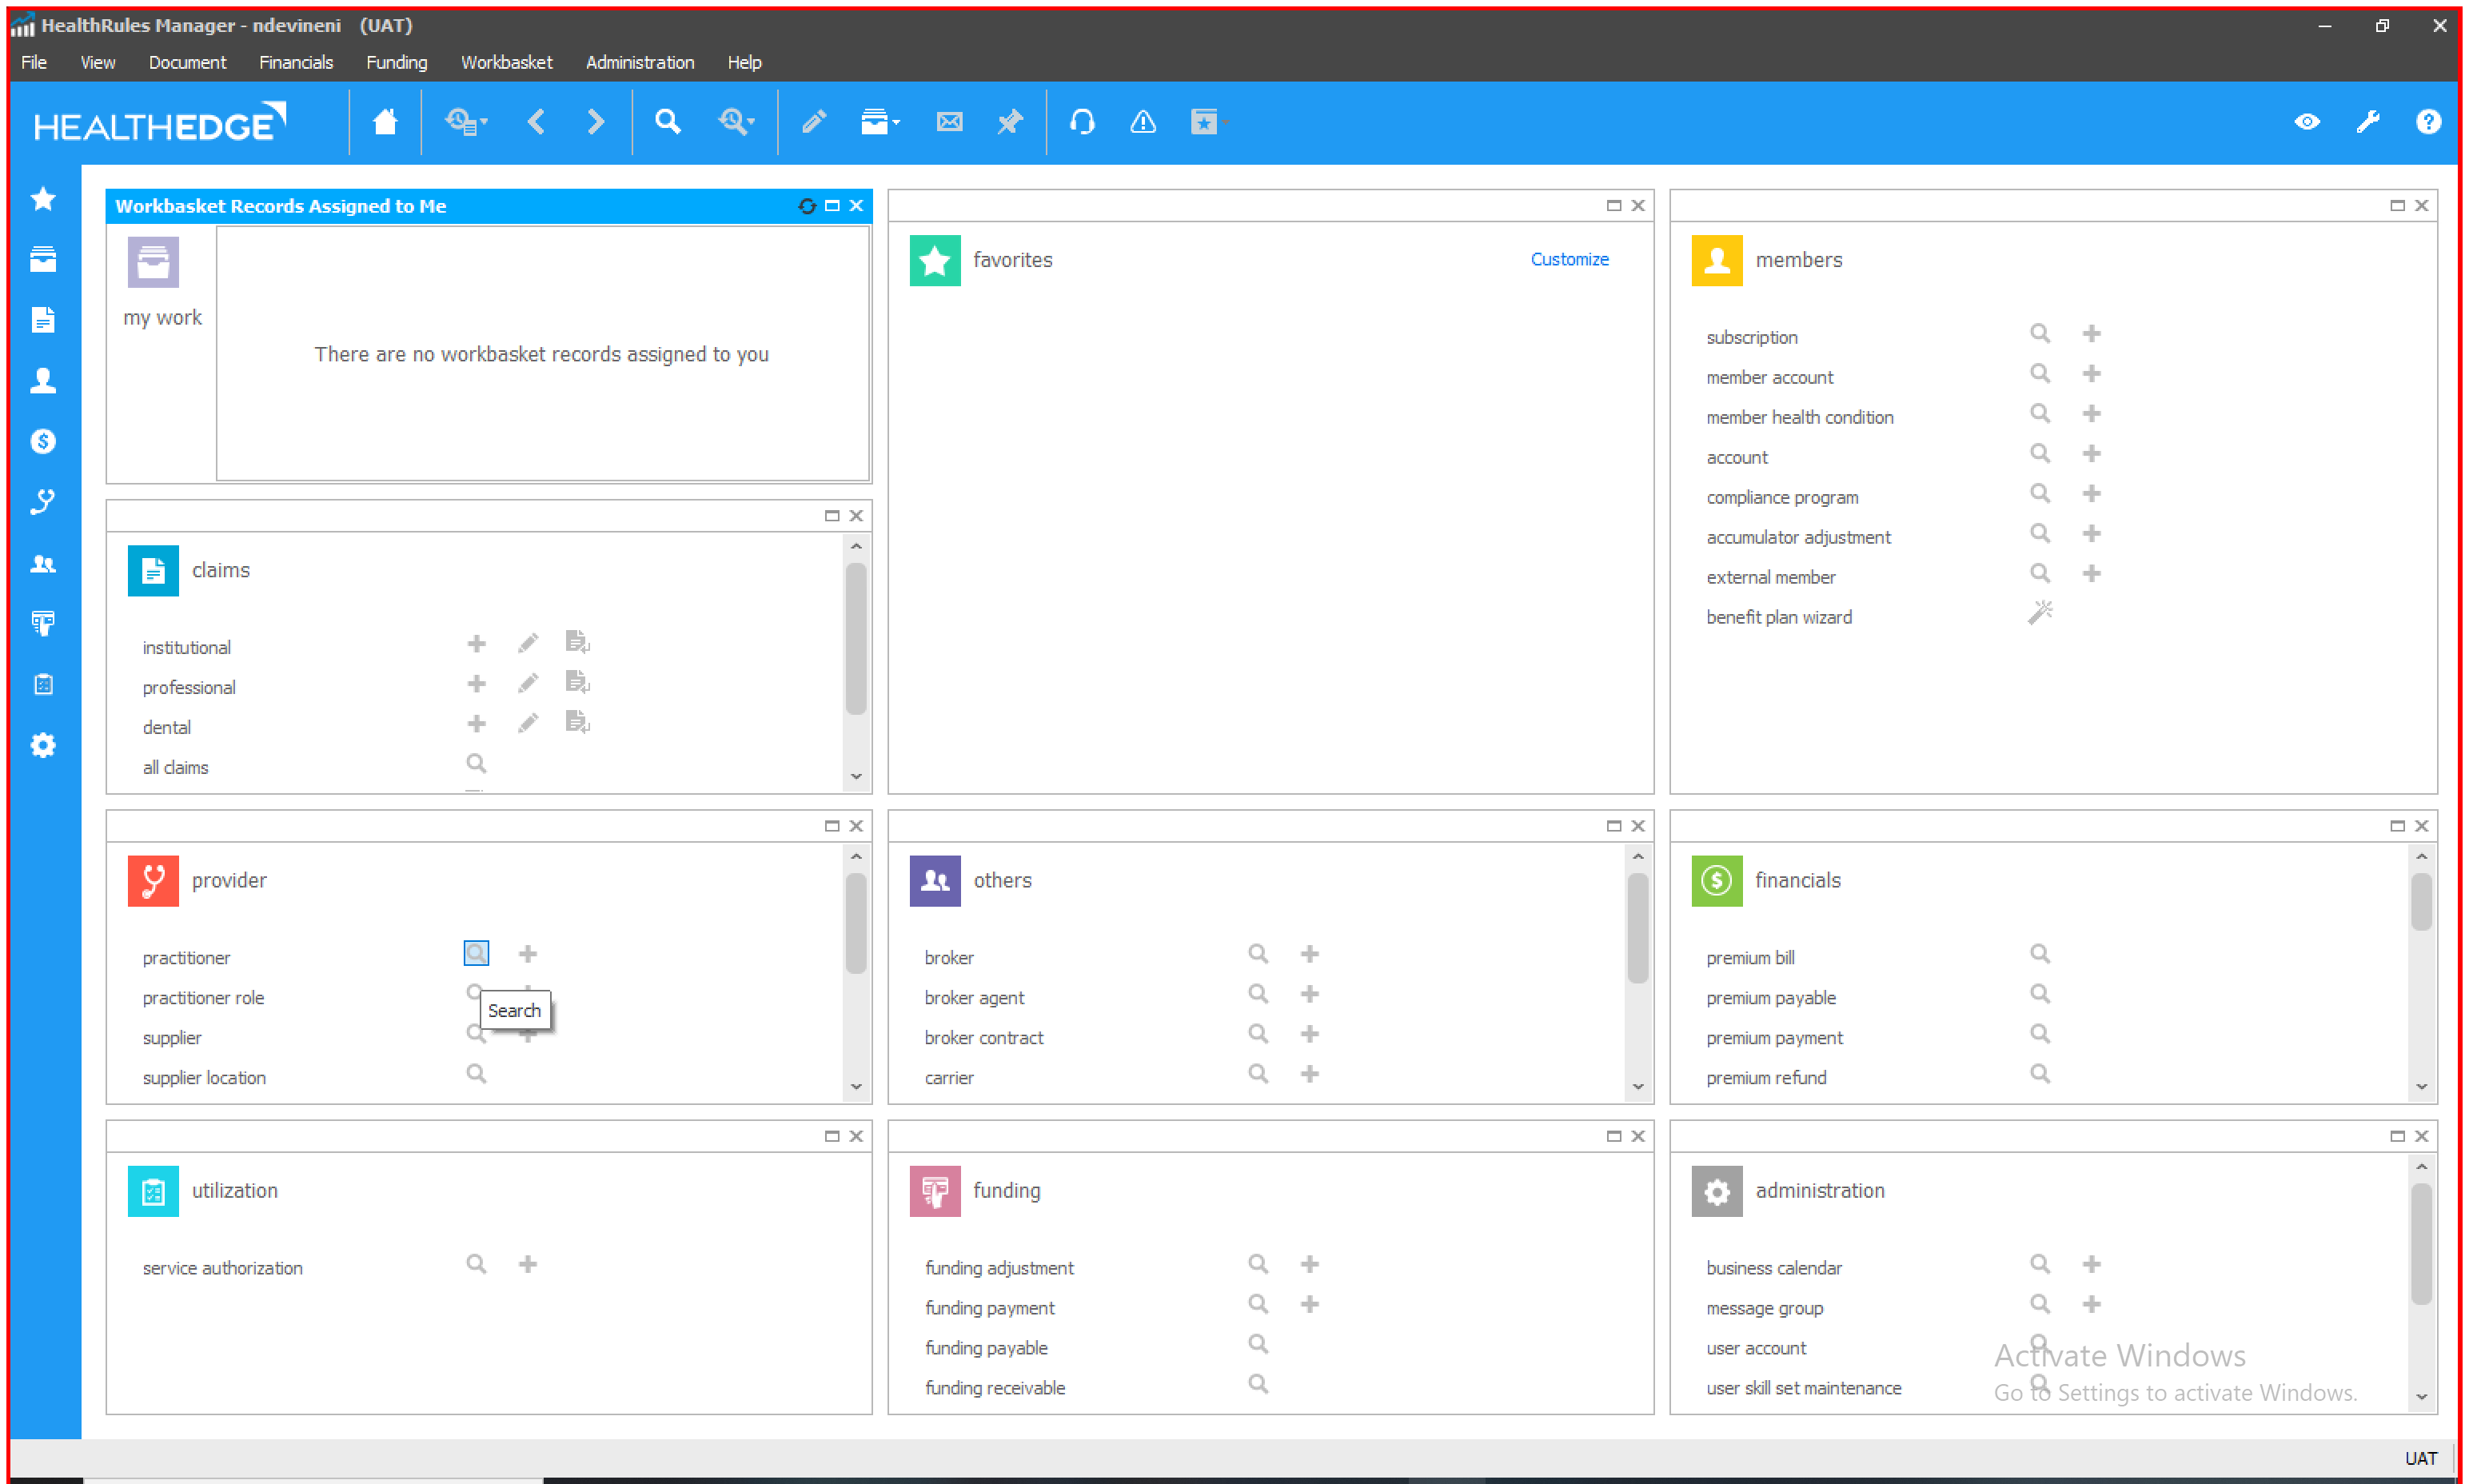 HealthRules Manager - ndevineni (UAT)
File View Document Financials Funding Workbasket Administration Help
HEALTHEDGE
Workbasket Records Assigned to Me
my work
There are no workbasket records assigned to you
favorites
Customize
members
subscription
member account
member health condition
account
compliance program
accumulator adjustment
external member
benefit plan wizard
claims
institutional
professional
dental
all claims
provider
practitioner
practitioner role
Search
supplier
supplier location
others
broker
broker agent
broker contract
carrier
financials
premium bill
premium payable
premium payment
premium refund
utilization
service authorization
funding
funding adjustment
funding payment
funding payable
funding receivable
administration
business calendar
message group
user account
user skill set maintenance
Activate Windows
Go to Settings to activate Windows.
UAT